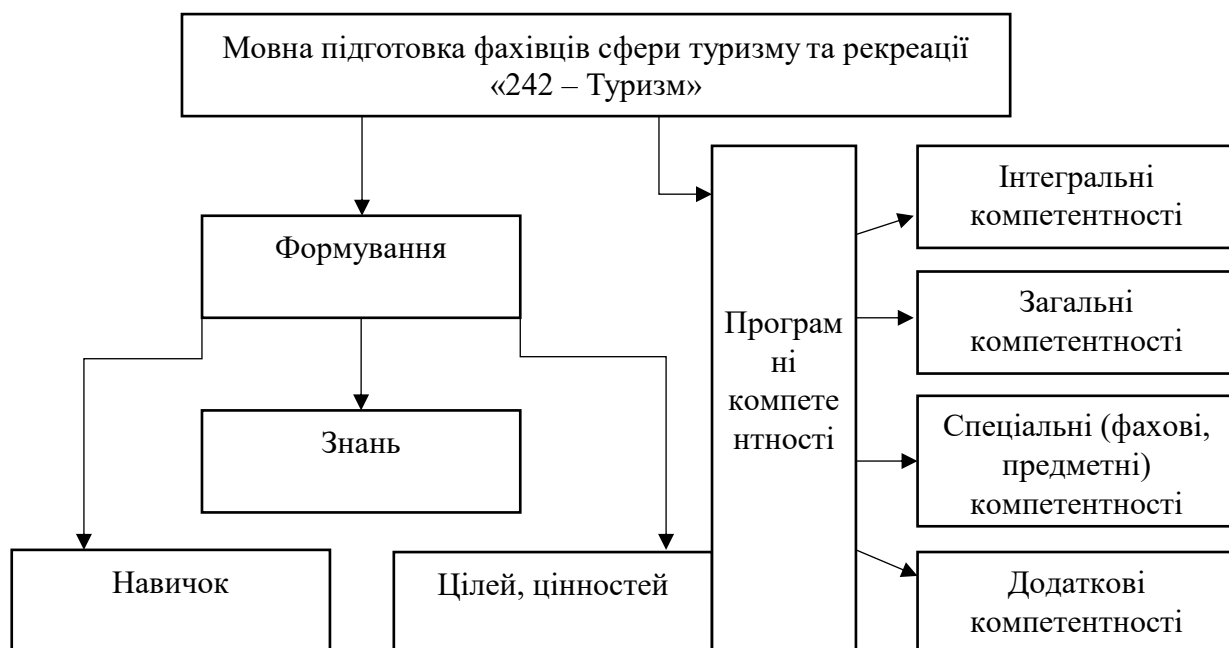 Мовна підготовка фахівців сфери туризму та рекреації
«242 – Туризм»
Формування
Знань
Навичок
Цілей, цінностей
Програм
ні
компете
нтності
Інтегральні
компетентності
Загальні
компетентності
Спеціальні (фахові,
предметні)
компетентності
Додаткові
компетентності